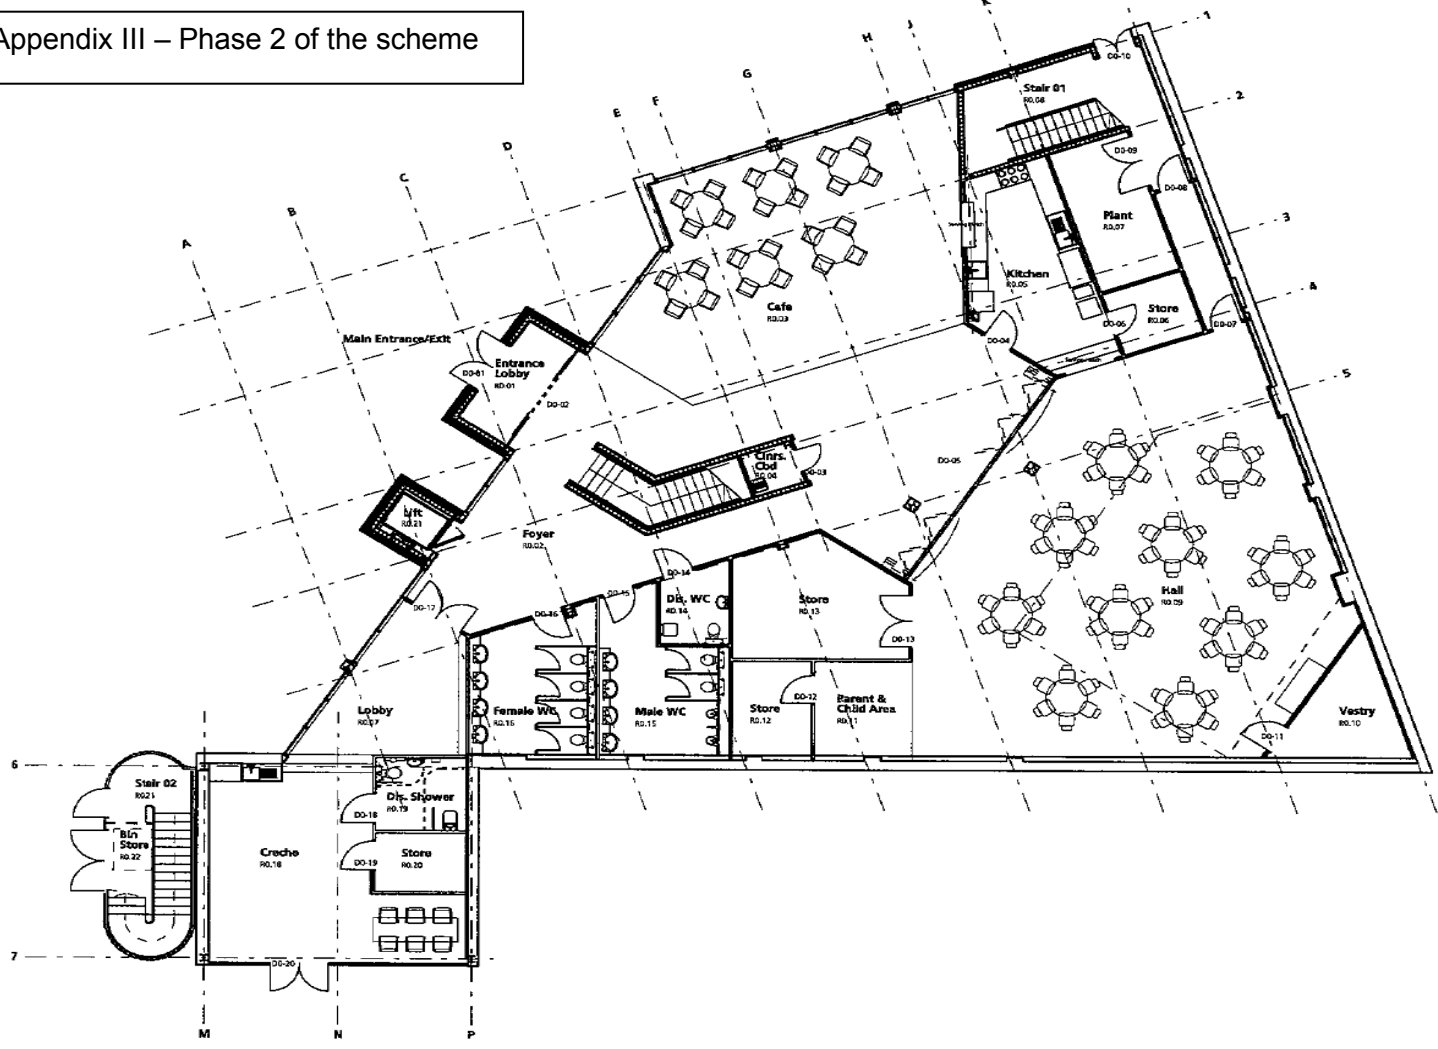 Appendix III – Phase 2 of the scheme
K
J
H
G
F
E
D
C
B
A
1
2
3
4
5
D0-10
Stair 01
R0.08
D0-09
D0-08
Plant
R0.07
Kitchen
R0.05
Store
R0.06
D0-06
D0-07
D0-04
Cafe
R0.03
Main Entrance/Exit
Entrance
Lobby
R0.01
D0-01
D0-02
Clnrs.
Cbd
R0.04
D0-03
D0-05
Lift
R0.21
Foyer
R0.02
D0-14
D0-15
D0-16
D0-17
Dis. WC
R0.14
Store
R0.13
D0-13
Hall
R0.09
Lobby
R0.07
Female WC
R0.16
Male WC
R0.15
Store
R0.12
D0-12
Parent &
Child Area
R0.11
Vestry
R0.10
D0-11
6
Stair 02
R0.21
Bin
Store
R0.22
Dis. Shower
R0.19
D0-18
Creche
R0.18
D0-19
Store
R0.20
7
D0-20
M
N
P